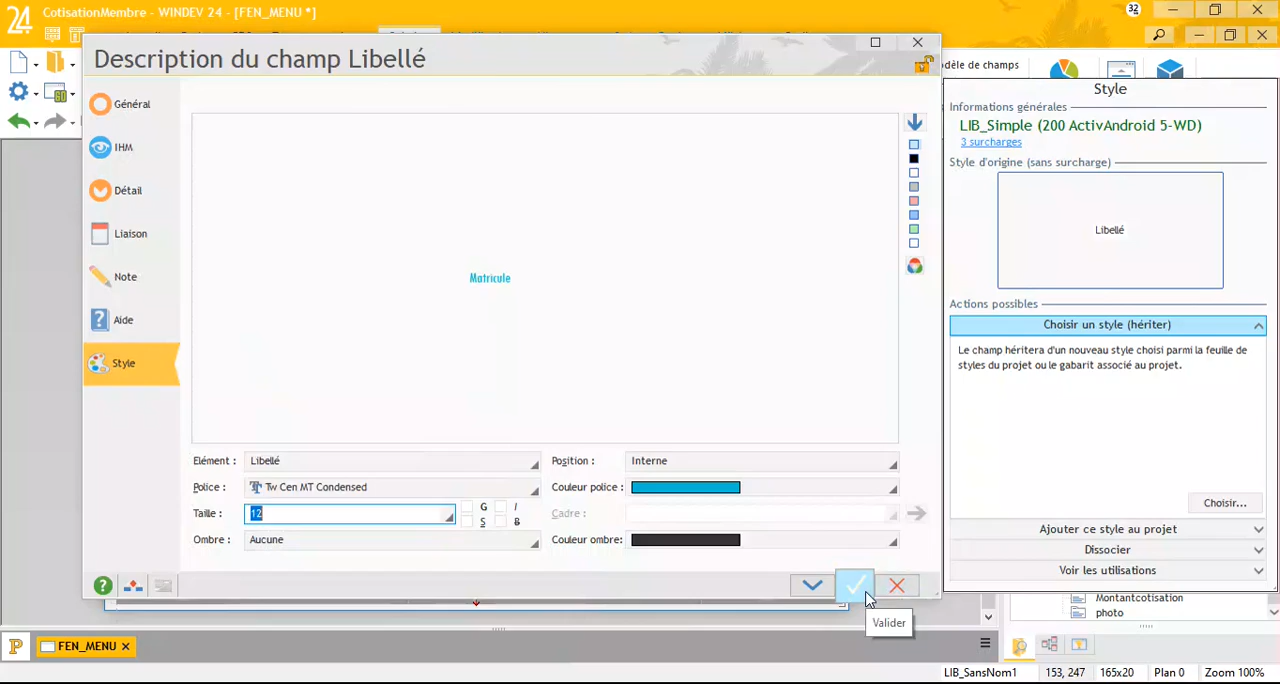 24
CotisationMembre - WINDEV 24 - [FEN_MENU *]
32
Description du champ Libellé
dèle de champs
GO
Général
IHM
Détail
Liaison
Note
Aide
Style
Matricule
Elément :
Libellé
Position :
Interne
Police :
Tw Cen MT Condensed
Couleur police :
Taille :
12
G
I
S
B
Cadre :
Ombre :
Aucune
Couleur ombre:
Valider
Style
Informations générales
LIB_Simple (200 ActivAndroid 5-WD)
3 surcharges
Style d'origine (sans surcharge)
Libellé
Actions possibles
Choisir un style (hériter)
Le champ héritera d'un nouveau style choisi parmi la feuille de
styles du projet ou le gabarit associé au projet.
Choisir...
Ajouter ce style au projet
Dissocier
Voir les utilisations
Montantcotisation
photo
P
FEN_MENU
LIB_SansNom1
153, 247
165x20
Plan 0
Zoom 100%